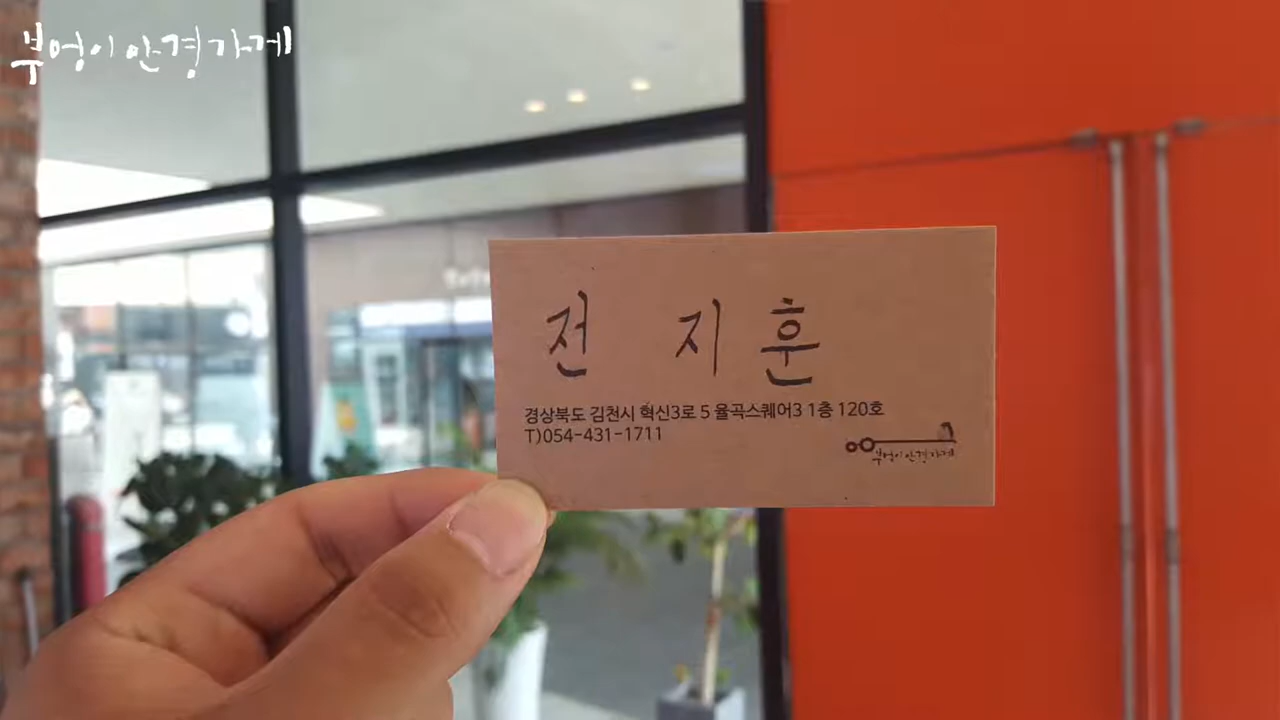 부엉이안경가게
전 지훈
경상북도 김천시 혁신3로 5 율곡스퀘어3 1층 120호
T)054-431-1711
부엉이안경가게